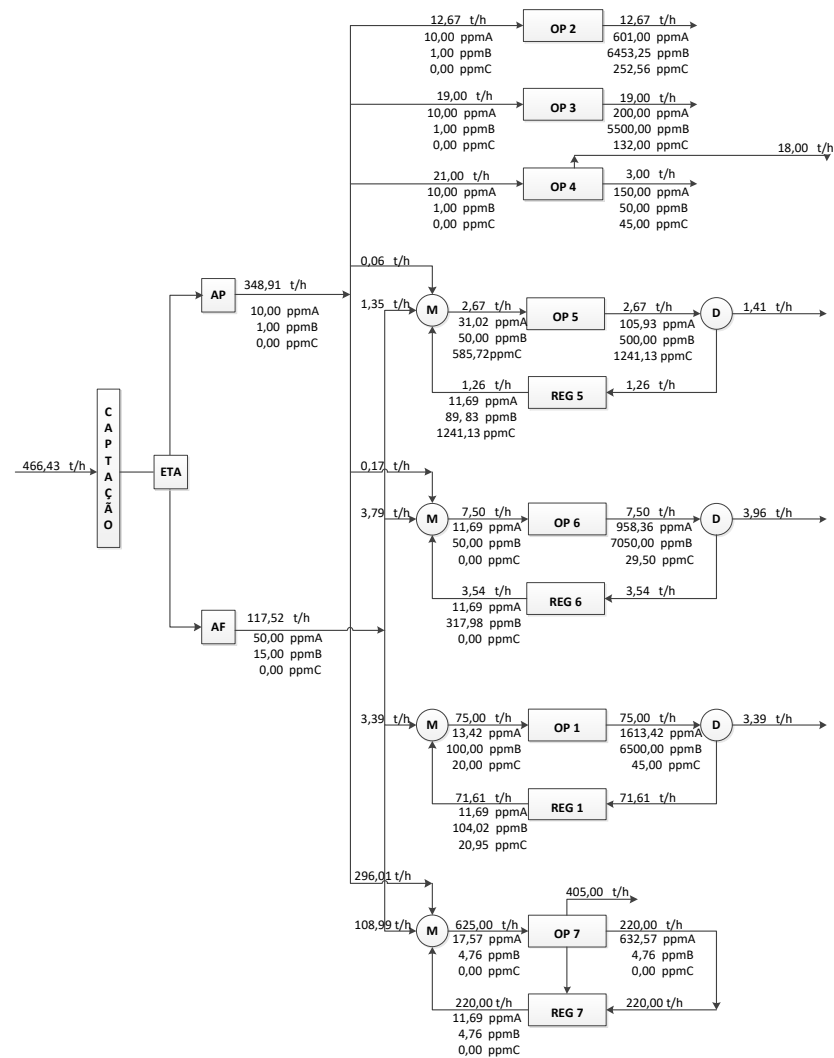 12,67 t/h
10,00 ppmA
1,00 ppmB
0,00 ppmC
OP 2
12,67 t/h
601,00 ppmA
6453,25 ppmB
252,56 ppmC
19,00 t/h
10,00 ppmA
1,00 ppmB
0,00 ppmC
OP 3
19,00 t/h
200,00 ppmA
5500,00 ppmB
132,00 ppmC
18,00 t/h
21,00 t/h
10,00 ppmA
1,00 ppmB
0,00 ppmC
OP 4
3,00 t/h
150,00 ppmA
50,00 ppmB
45,00 ppmC
466,43 t/h
CAPTAÇÃO
ETA
AP
348,91 t/h
10,00 ppmA
1,00 ppmB
0,00 ppmC
AF
117,52 t/h
50,00 ppmA
15,00 ppmB
0,00 ppmC
0,06 t/h
1,35 t/h
M
2,67 t/h
31,02 ppmA
50,00 ppmB
585,72ppmC
OP 5
2,67 t/h
105,93 ppmA
500,00 ppmB
1241,13 ppmC
D
1,41 t/h
1,26 t/h
11,69 ppmA
89, 83 ppmB
1241,13 ppmC
REG 5
1,26 t/h
0,17 t/h
3,79 t/h
M
7,50 t/h
11,69 ppmA
50,00 ppmB
0,00 ppmC
OP 6
7,50 t/h
958,36 ppmA
7050,00 ppmB
29,50 ppmC
D
3,96 t/h
3,54 t/h
11,69 ppmA
317,98 ppmB
0,00 ppmC
REG 6
3,54 t/h
3,39 t/h
M
75,00 t/h
13,42 ppmA
100,00 ppmB
20,00 ppmC
OP 1
75,00 t/h
1613,42 ppmA
6500,00 ppmB
45,00 ppmC
D
3,39 t/h
71,61 t/h
11,69 ppmA
104,02 ppmB
20,95 ppmC
REG 1
71,61 t/h
296,01 t/h
108,99 t/h
M
625,00 t/h
17,57 ppmA
4,76 ppmB
0,00 ppmC
OP 7
405,00 t/h
220,00 t/h
632,57 ppmA
4,76 ppmB
0,00 ppmC
220,00 t/h
11,69 ppmA
4,76 ppmB
0,00 ppmC
REG 7
220,00 t/h